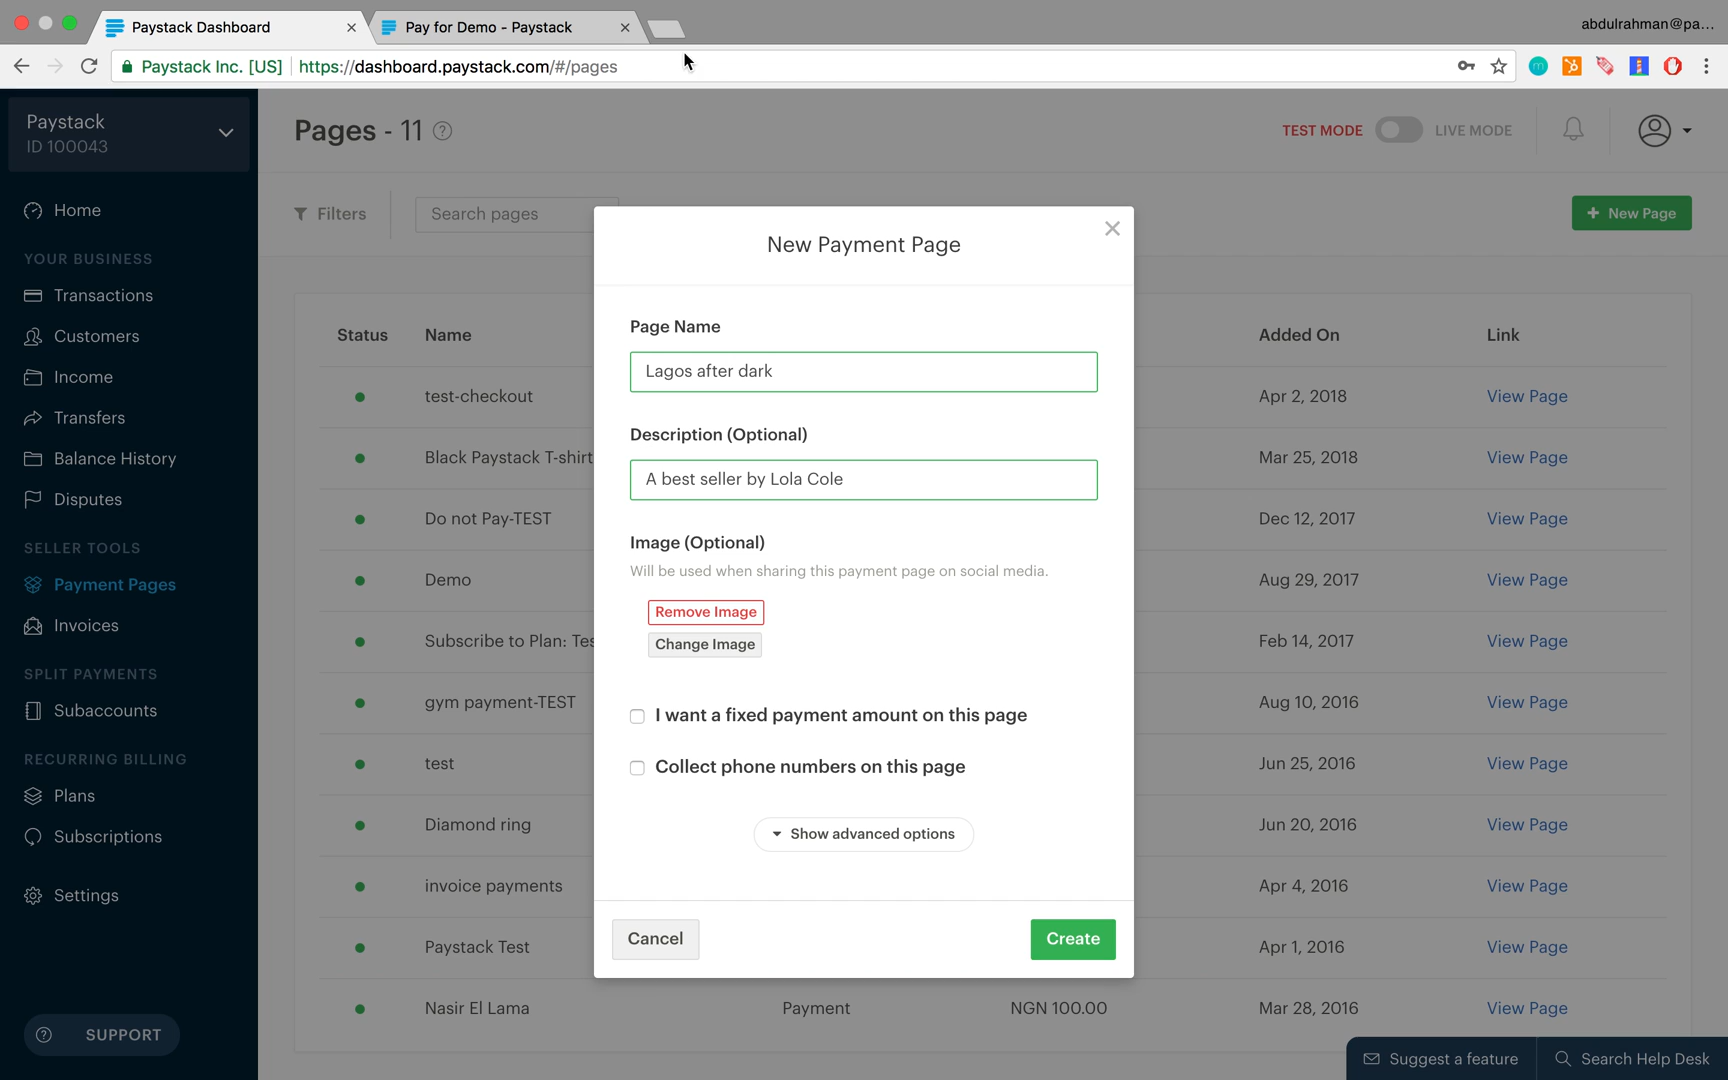 Paystack Dashboard
Pay for Demo - Paystack
abdulrahman@pa...
Paystack Inc. [US]
https://dashboard.paystack.com/#/pages
Paystack
ID 100043
Home
YOUR BUSINESS
Transactions
Customers
Income
Transfers
Balance History
Disputes
SELLER TOOLS
Payment Pages
Invoices
SPLIT PAYMENTS
Subaccounts
RECURRING BILLING
Plans
Subscriptions
Settings
SUPPORT
Pages - 11
TEST MODE
LIVE MODE
Filters
Search pages
+ New Page
Status Name Added On Link
test-checkout Apr 2, 2018 View Page
Black Paystack T-shirt Mar 25, 2018 View Page
Do not Pay-TEST Dec 12, 2017 View Page
Demo Aug 29, 2017 View Page
Subscribe to Plan: Tes Feb 14, 2017 View Page
gym payment-TEST Aug 10, 2016 View Page
test Jun 25, 2016 View Page
Diamond ring Jun 20, 2016 View Page
invoice payments Apr 4, 2016 View Page
Paystack Test Apr 1, 2016 View Page
Nasir El Lama Payment NGN 100.00 Mar 28, 2016 View Page
New Payment Page
Page Name
Lagos after dark
Description (Optional)
A best seller by Lola Cole
Image (Optional)
Will be used when sharing this payment page on social media.
Remove Image
Change Image
I want a fixed payment amount on this page
Collect phone numbers on this page
Show advanced options
Cancel
Create
Suggest a feature
Search Help Desk